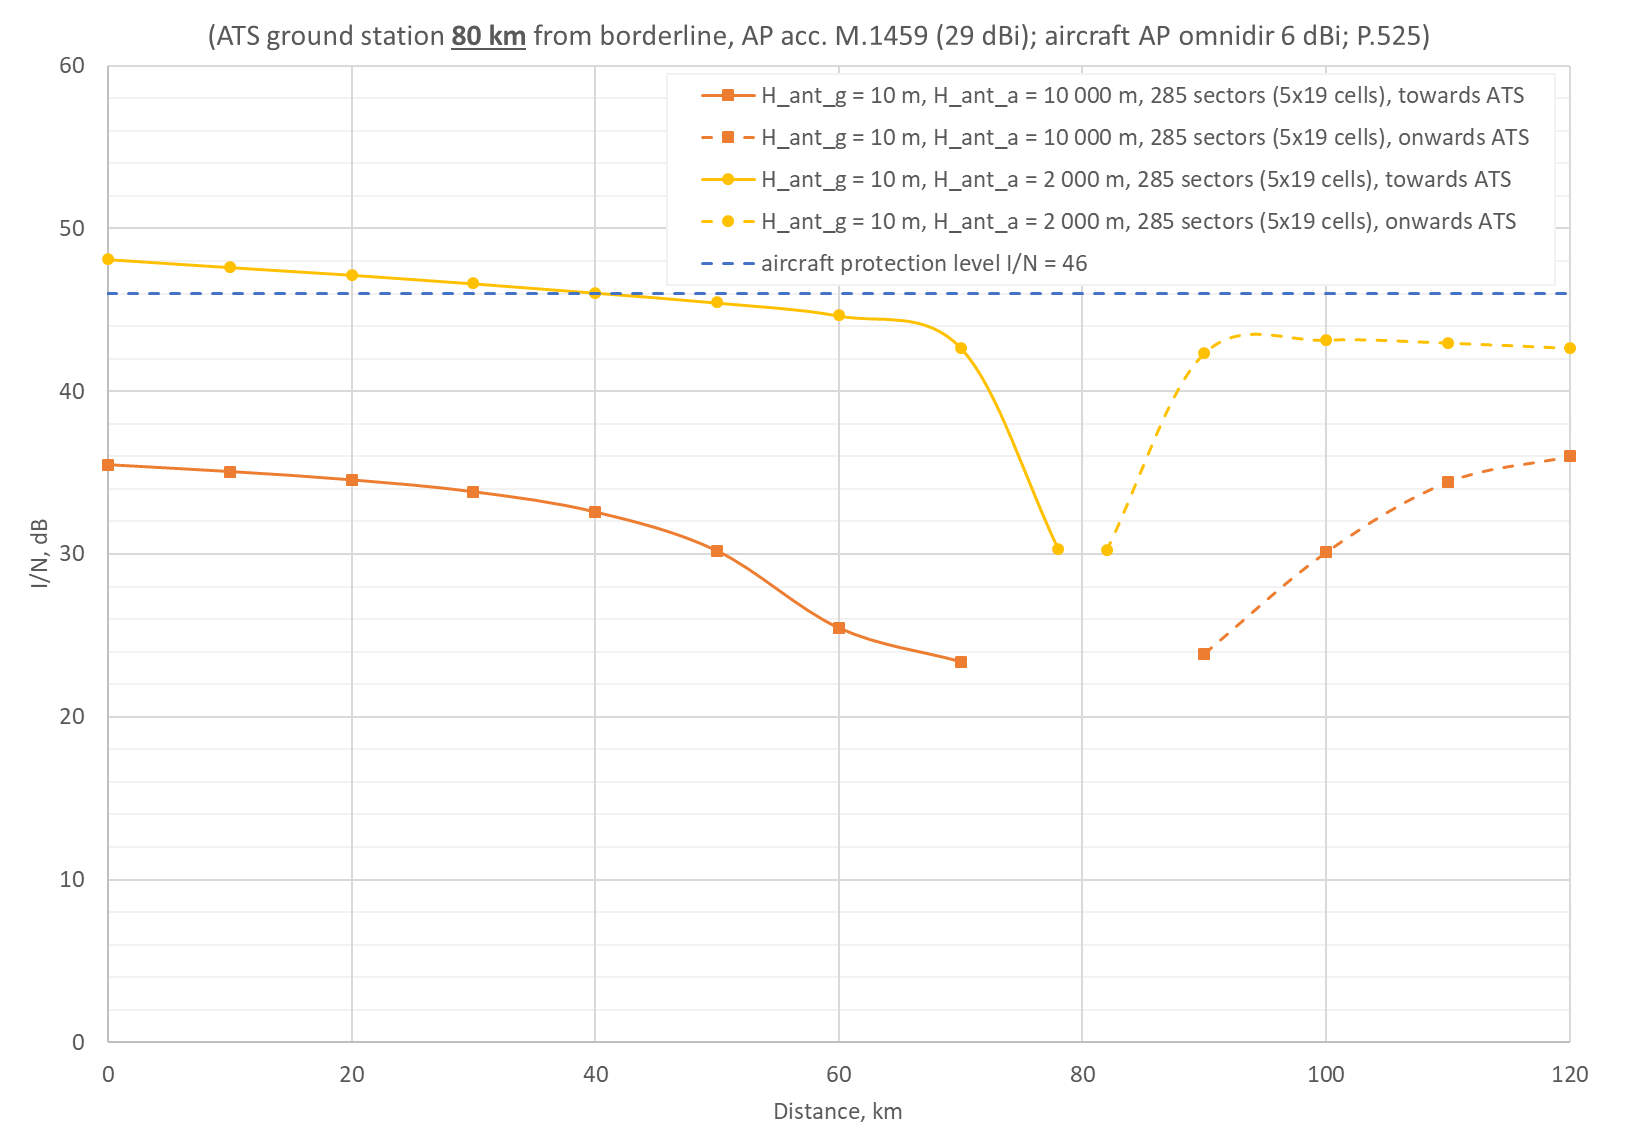 (ATS ground station 80 km from borderline, AP acc. M.1459 (29 dBi); aircraft AP omnidir 6 dBi; P.525)
H_ant_g = 10 m, H_ant_a = 10 000 m, 285 sectors (5x19 cells), towards ATS
H_ant_g = 10 m, H_ant_a = 10 000 m, 285 sectors (5x19 cells), onwards ATS
H_ant_g = 10 m, H_ant_a = 2 000 m, 285 sectors (5x19 cells), towards ATS
H_ant_g = 10 m, H_ant_a = 2 000 m, 285 sectors (5x19 cells), onwards ATS
aircraft protection level I/N = 46
I/N, dB
60
50
40
30
20
10
0
0 20 40 60 80 100 120
Distance, km